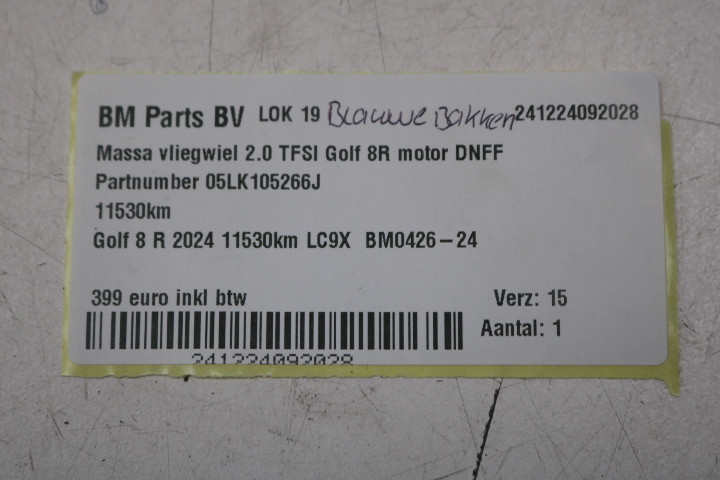 BM Parts BV LOK 19 Blauwe Bakken 241224092028
Massa vliegwiel 2.0 TFSI Golf 8R motor DNFF
Partnumber 05LK105266J
11530km
Golf 8 R 2024 11530km LC9X BM0426-24
399 euro inkl btw Verz: 15
Aantal: 1
241224092028